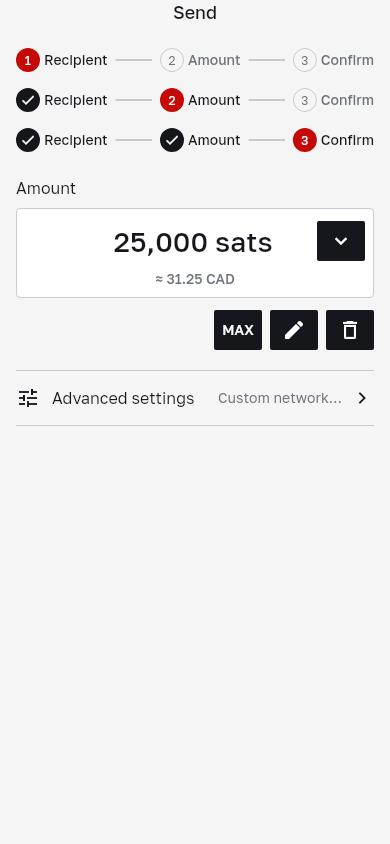 Send
1 Recipient 2 Amount 3 Confirm
Recipient 2 Amount 3 Confirm
Recipient Amount 3 Confirm
Amount
25,000 sats
≈ 31.25 CAD
MAX
Advanced settings Custom network...